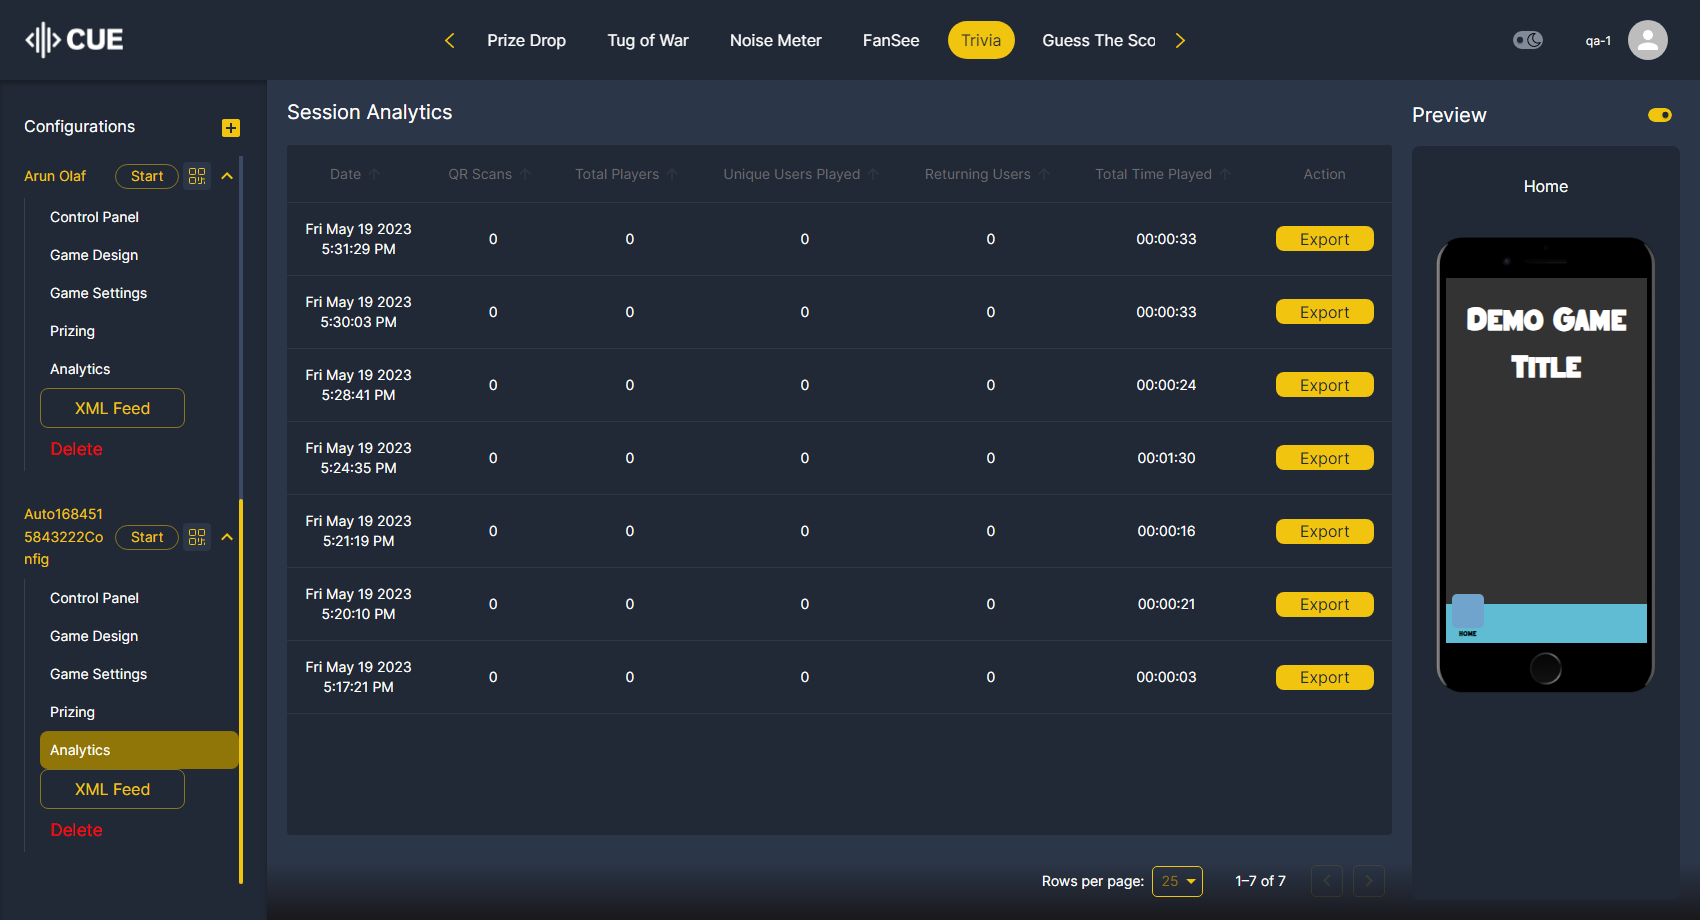 CUE
Prize Drop
Tug of War
Noise Meter
FanSee
Trivia
Guess The Sco
qa-1
Configurations
Arun Olaf
Start
Control Panel
Game Design
Game Settings
Prizing
Analytics
XML Feed
Delete
Auto168451
5843222Co
nfig
Start
Control Panel
Game Design
Game Settings
Prizing
Analytics
XML Feed
Delete
Session Analytics
Date QR Scans Total Players Unique Users Played Returning Users Total Time Played Action
Fri May 19 2023
5:31:29 PM
0 0 0 0 00:00:33 Export
Fri May 19 2023
5:30:03 PM
0 0 0 0 00:00:33 Export
Fri May 19 2023
5:28:41 PM
0 0 0 0 00:00:24 Export
Fri May 19 2023
5:24:35 PM
0 0 0 0 00:01:30 Export
Fri May 19 2023
5:21:19 PM
0 0 0 0 00:00:16 Export
Fri May 19 2023
5:20:10 PM
0 0 0 0 00:00:21 Export
Fri May 19 2023
5:17:21 PM
0 0 0 0 00:00:03 Export
Rows per page: 25 1–7 of 7
Preview
Home
Demo Game
Title
HOME